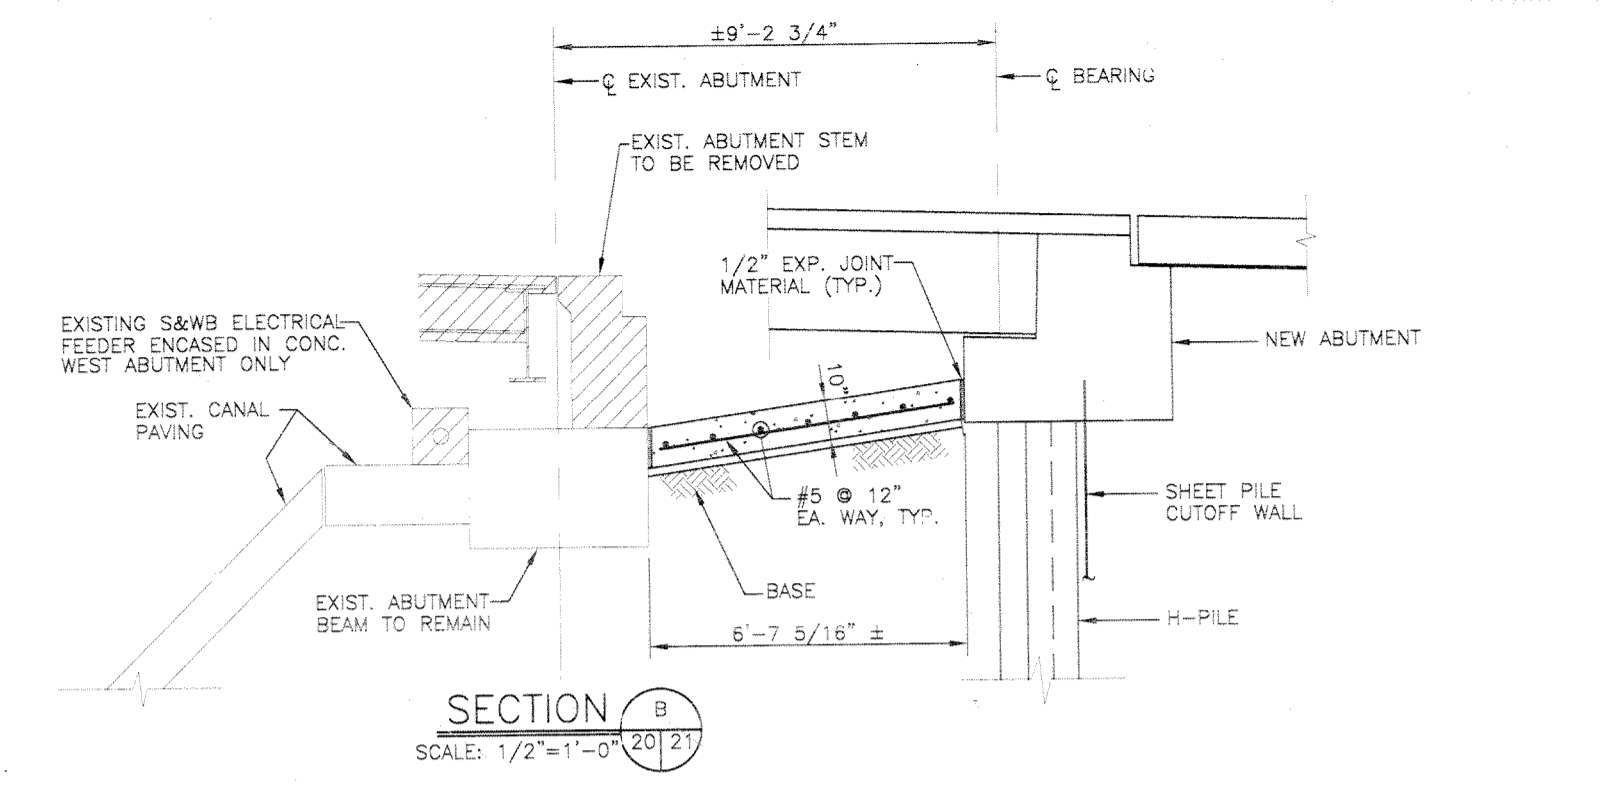 ±9'-2 3/4"
℄ EXIST. ABUTMENT
℄ BEARING
EXIST. ABUTMENT STEM
TO BE REMOVED
1/2" EXP. JOINT
MATERIAL (TYP.)
EXISTING S&WB ELECTRICAL
FEEDER ENCASED IN CONC.
WEST ABUTMENT ONLY
NEW ABUTMENT
10"
EXIST. CANAL
PAVING
#5 @ 12"
EA. WAY, TYP.
SHEET PILE
CUTOFF WALL
BASE
EXIST. ABUTMENT
BEAM TO REMAIN
H-PILE
6'-7 5/16" ±
SECTION
B
20 21
SCALE: 1/2"=1'-0"